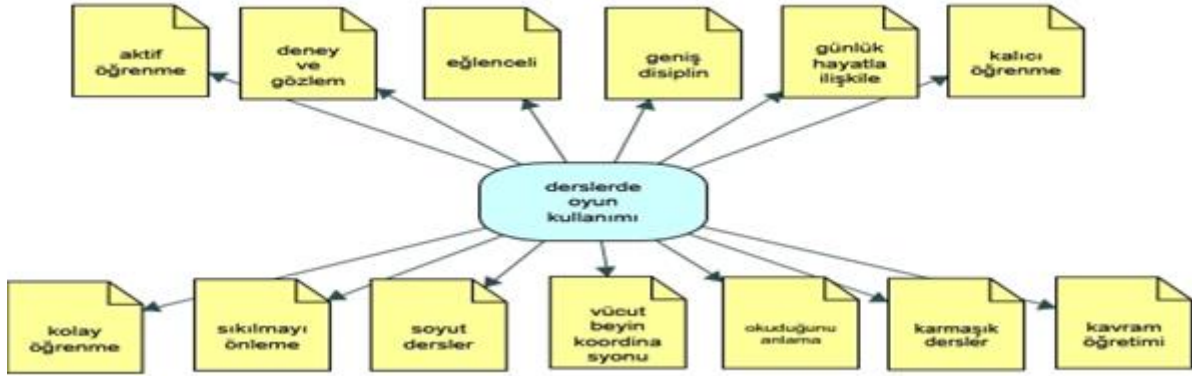 aktif
öğrenme
deney
ve
gözlem
eğlenceli
geniş
disiplin
günlük
hayatla
ilişkile
kalıcı
öğrenme
derslerde
oyun
kullanımı
kolay
öğrenme
sıkılmayı
önleme
soyut
dersler
vücut
beyin
koordina
syonu
okuduğunu
anlama
karmaşık
dersler
kavram
öğretimi